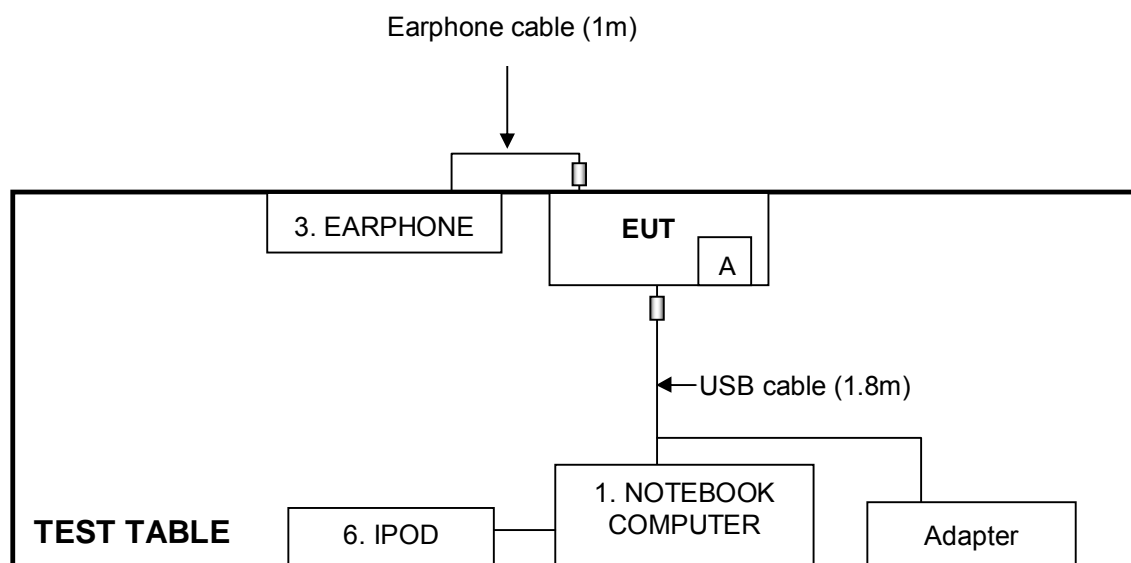 Earphone cable (1m)
3. EARPHONE
EUT
A
USB cable (1.8m)
1. NOTEBOOK
COMPUTER
TEST TABLE
6. IPOD
Adapter